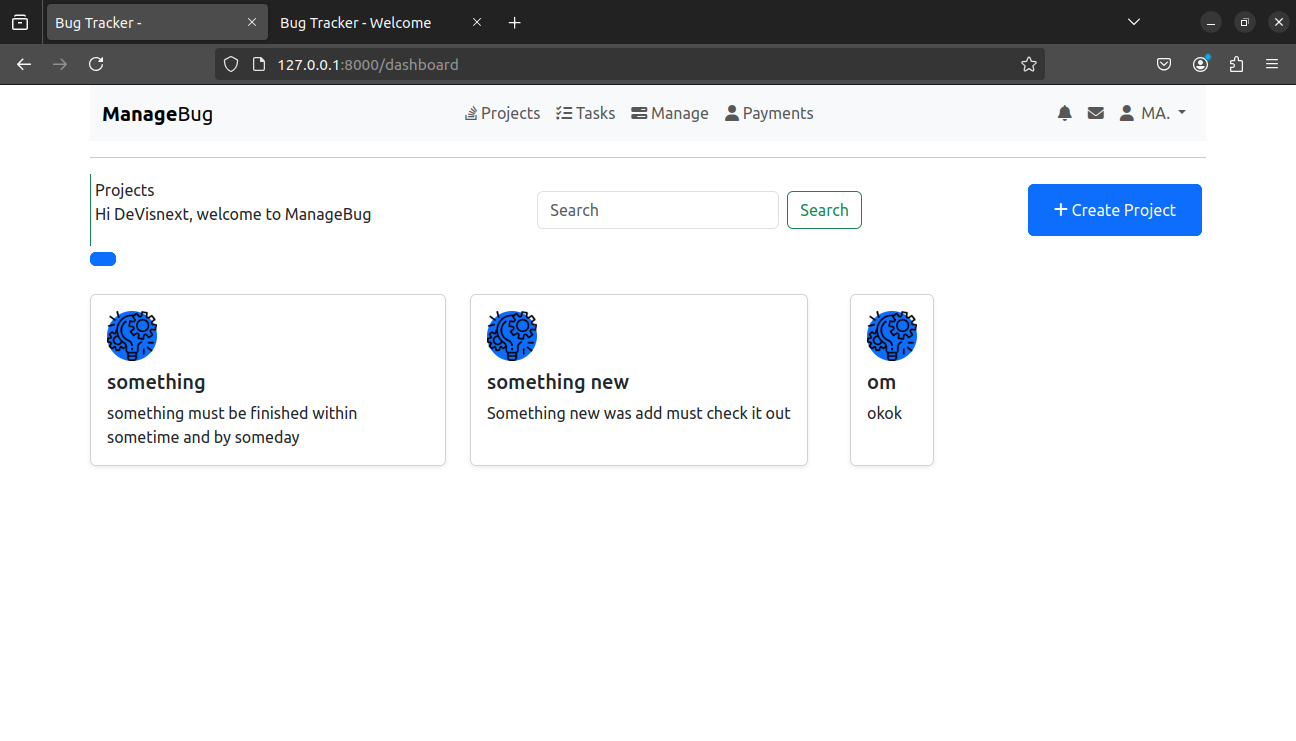 Bug Tracker -
Bug Tracker - Welcome
127.0.0.1:8000/dashboard
ManageBug
Projects
Tasks
Manage
Payments
MA.
Projects
Hi DeVisnext, welcome to ManageBug
Search
Search
+ Create Project
something
something must be finished within
sometime and by someday
something new
Something new was add must check it out
om
okok